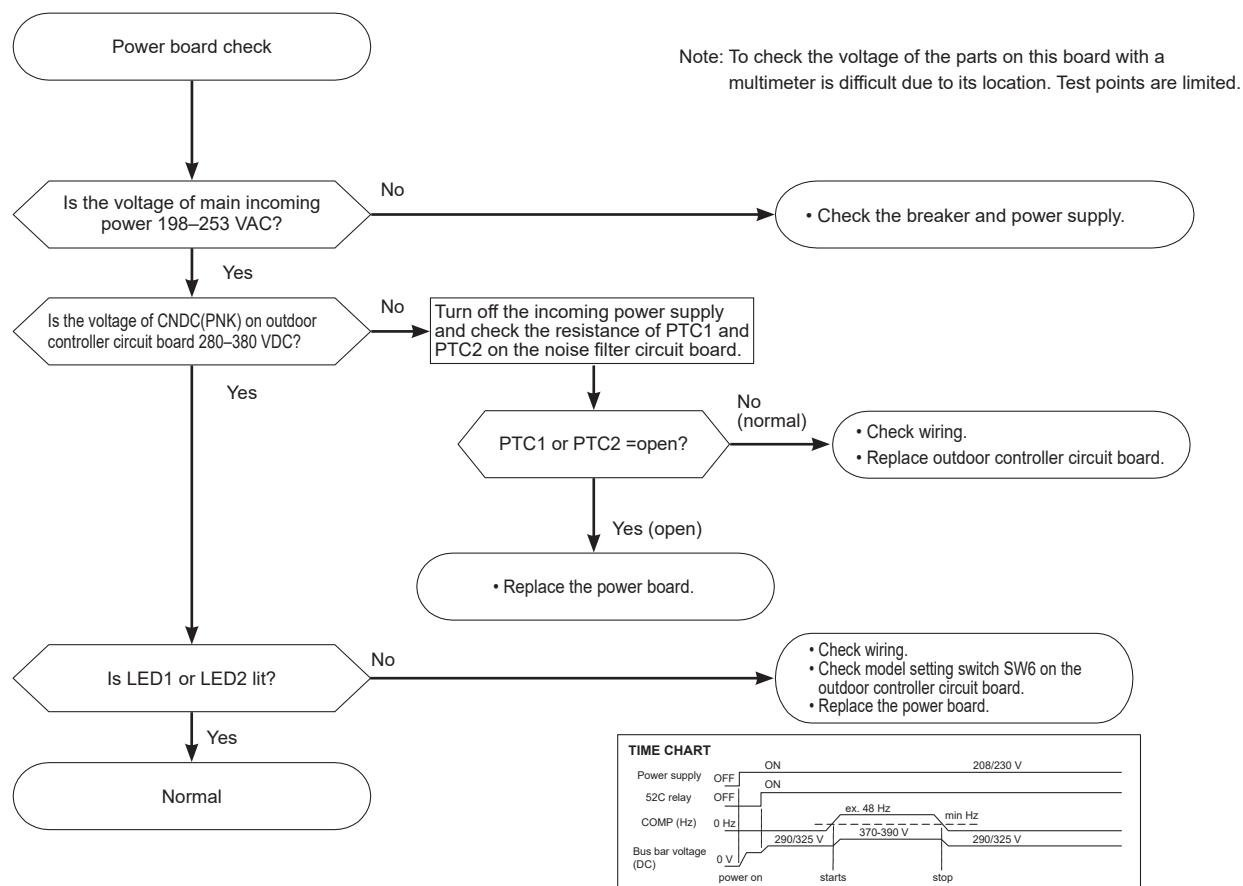 Power board check
Note: To check the voltage of the parts on this board with a
multimeter is difficult due to its location. Test points are limited.
Is the voltage of main incoming
power 198–253 VAC?
No
• Check the breaker and power supply.
Yes
Is the voltage of CNDC(PNK) on outdoor
controller circuit board 280–380 VDC?
No
Turn off the incoming power supply
and check the resistance of PTC1 and
PTC2 on the noise filter circuit board.
Yes
PTC1 or PTC2 =open?
No
(normal)
• Check wiring.
• Replace outdoor controller circuit board.
Yes (open)
• Replace the power board.
Is LED1 or LED2 lit?
No
• Check wiring.
• Check model setting switch SW6 on the
outdoor controller circuit board.
• Replace the power board.
Yes
Normal
TIME CHART
Power supply OFF ON 208/230 V
52C relay OFF ON
COMP (Hz) 0 Hz ex. 48 Hz min Hz
Bus bar voltage
(DC) 0 V 290/325 V 370-390 V 290/325 V
power on starts stop